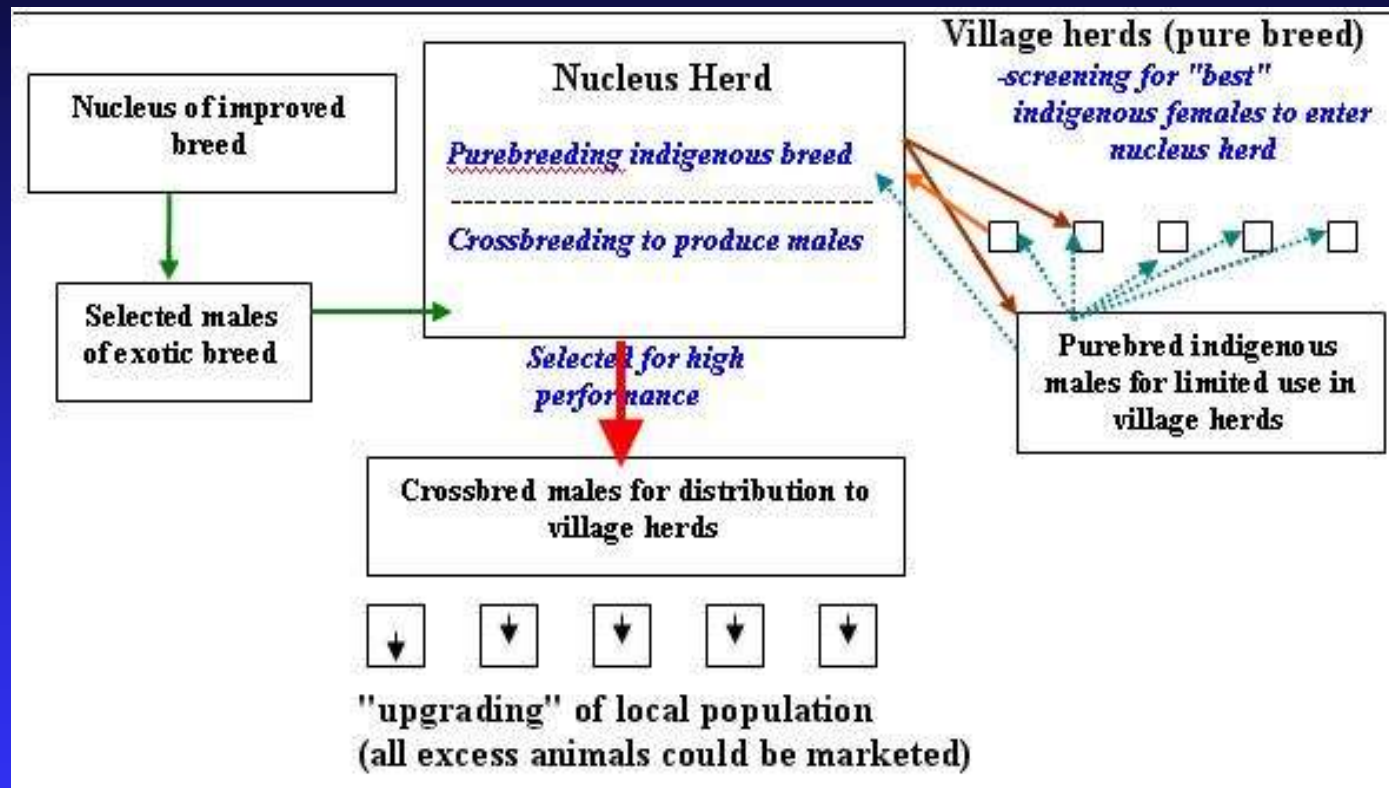 Nucleus of improved
breed
Selected males
of exotic breed
Nucleus Herd
Purebreeding indigenous breed
Crossbreeding to produce males
Selected for high
performance
Village herds (pure breed)
-screening for "best"
indigenous females to enter
nucleus herd
Purebred indigenous
males for limited use in
village herds
Crossbred males for distribution to
village herds
"upgrading" of local population
(all excess animals could be marketed)